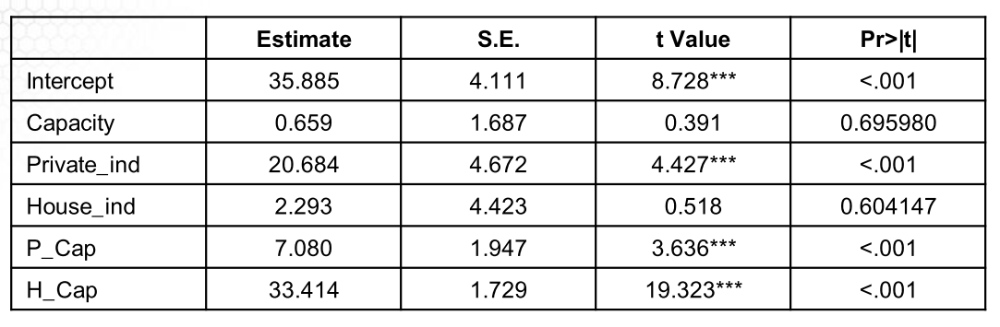 Estimate S.E. t Value Pr>|t|
Intercept 35.885 4.111 8.728*** <.001
Capacity 0.659 1.687 0.391 0.695980
Private_ind 20.684 4.672 4.427*** <.001
House_ind 2.293 4.423 0.518 0.604147
P_Cap 7.080 1.947 3.636*** <.001
H_Cap 33.414 1.729 19.323*** <.001